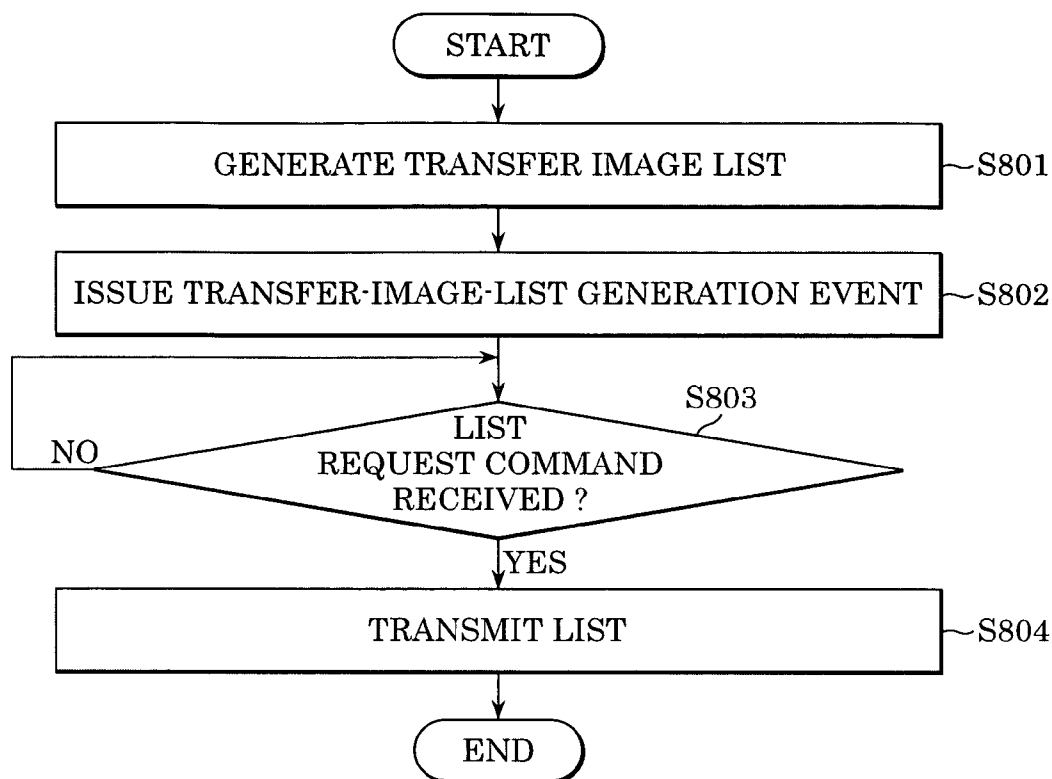 START
GENERATE TRANSFER IMAGE LIST
S801
ISSUE TRANSFER-IMAGE-LIST GENERATION EVENT
S802
S803
LIST
REQUEST COMMAND
RECEIVED ?
NO
YES
TRANSMIT LIST
S804
END